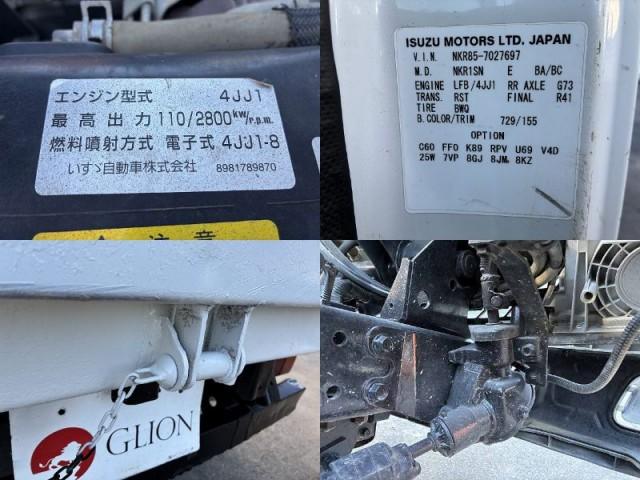 エンジン型式 4JJ1
最高出力 110/2800kW/r.p.m.
燃料噴射方式 電子式 4JJ1-8
いすゞ自動車株式会社 8981789870
注意
ISUZU MOTORS LTD. JAPAN
V.I.N. NKR85-7027697
M.D. NKR1SN E BA/BC
ENGINE LFB/4JJ1 RR AXLE G73
TRANS. RST FINAL R41
TIRE BWQ
B.COLOR/TRIM 729/155
OPTION
C60 FF0 K89 RPV U69 V4D
25W 7VP 8GJ 8JM 8KZ
GLION